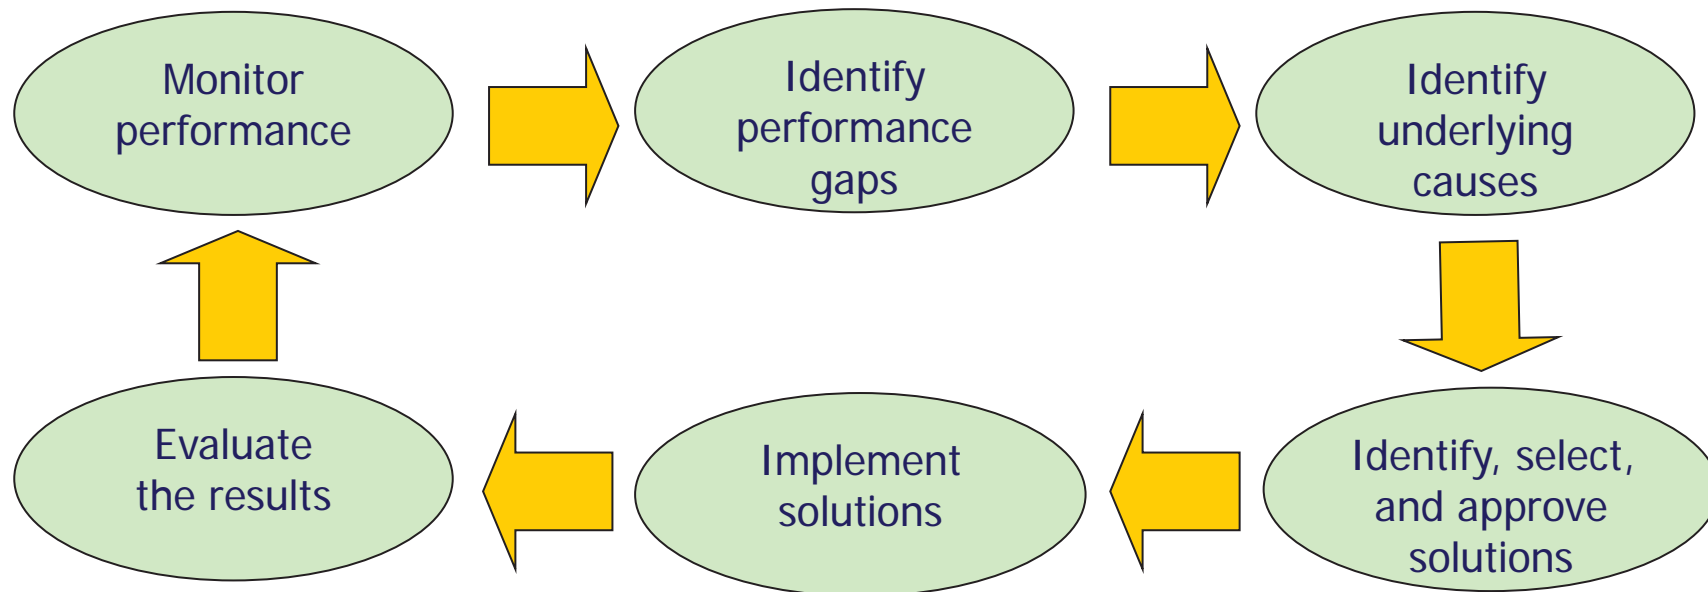 Monitor
performance
Identify
performance
gaps
Identify
underlying
causes
Evaluate
the results
Implement
solutions
Identify, select,
and approve
solutions